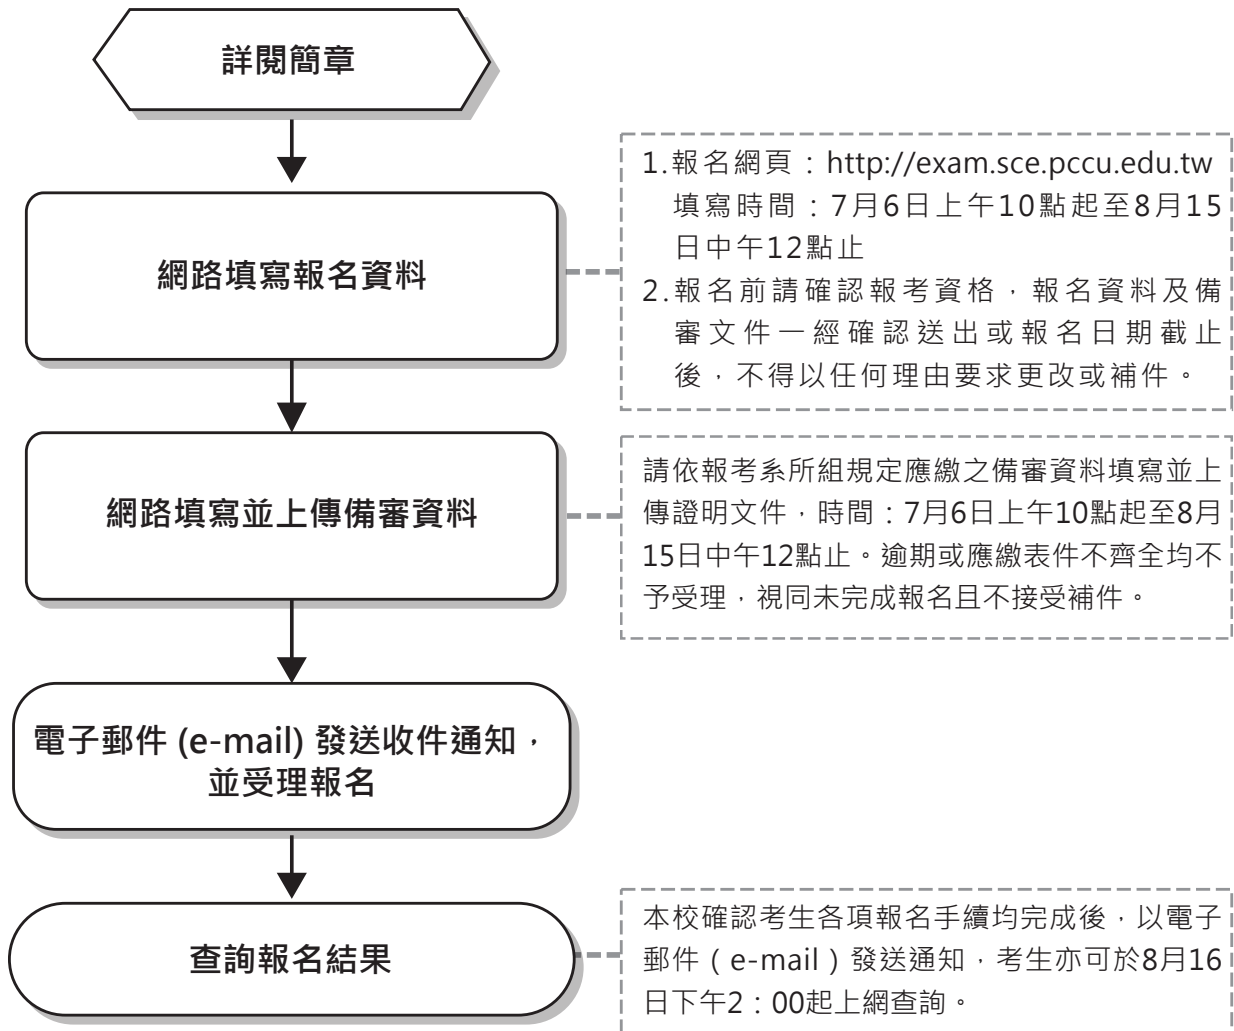 詳閱簡章
1.報名網頁：http://exam.sce.pccu.edu.tw
填寫時間：7月6日上午10點起至8月15
日中午12點止
2.報名前請確認報考資格，報名資料及備
審文件一經確認送出或報名日期截止
後，不得以任何理由要求更改或補件。
網路填寫報名資料
請依報考系所組規定應繳之備審資料填寫並上
傳證明文件，時間：7月6日上午10點起至8月
15日中午12點止。逾期或應繳表件不齊全均不
予受理，視同未完成報名且不接受補件。
網路填寫並上傳備審資料
電子郵件 (e-mail) 發送收件通知，
並受理報名
本校確認考生各項報名手續均完成後，以電子
郵件（e-mail）發送通知，考生亦可於8月16
日下午2：00起上網查詢。
查詢報名結果